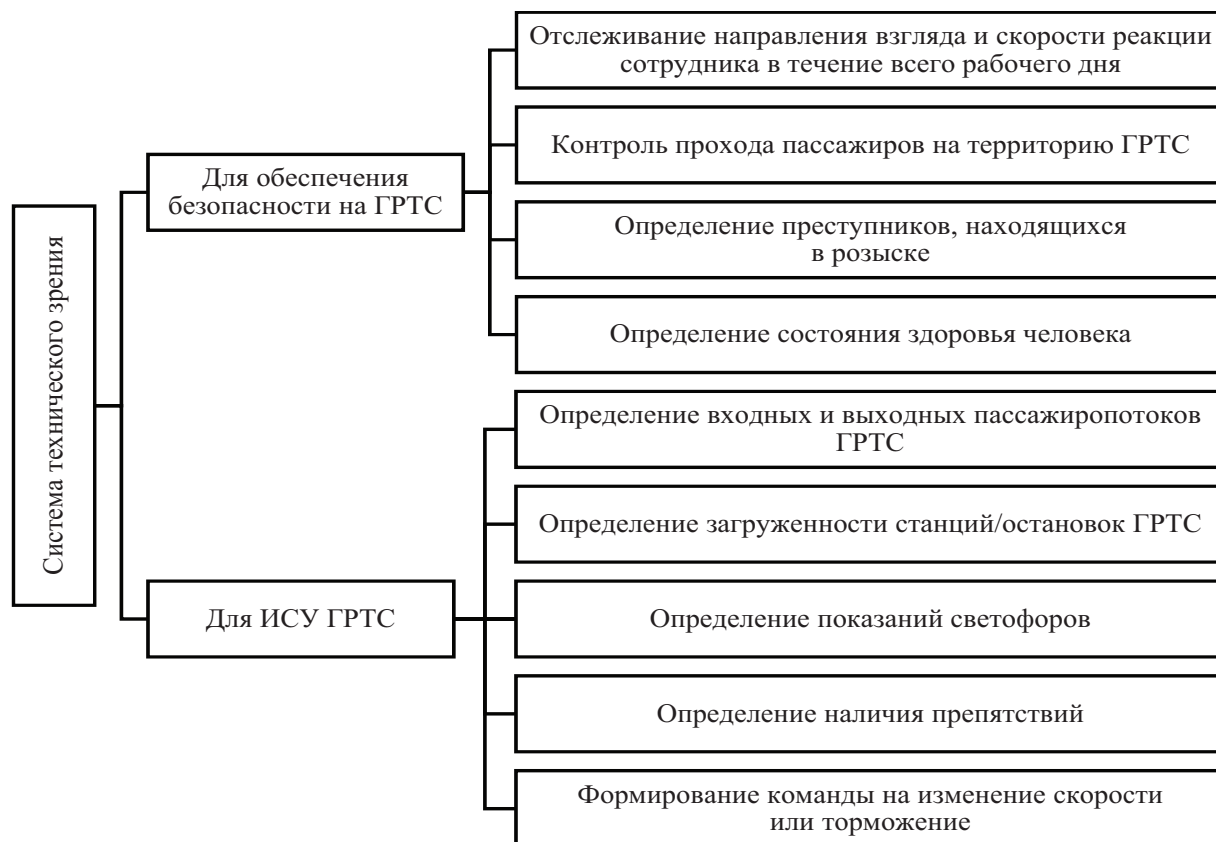 Система технического зрения
Для обеспечения
безопасности на ГРТС
Отслеживание направления взгляда и скорости реакции
сотрудника в течение всего рабочего дня
Контроль прохода пассажиров на территорию ГРТС
Определение преступников, находящихся
в розыске
Определение состояния здоровья человека
Для ИСУ ГРТС
Определение входных и выходных пассажиропотоков
ГРТС
Определение загруженности станций/остановок ГРТС
Определение показаний светофоров
Определение наличия препятствий
Формирование команды на изменение скорости
или торможение